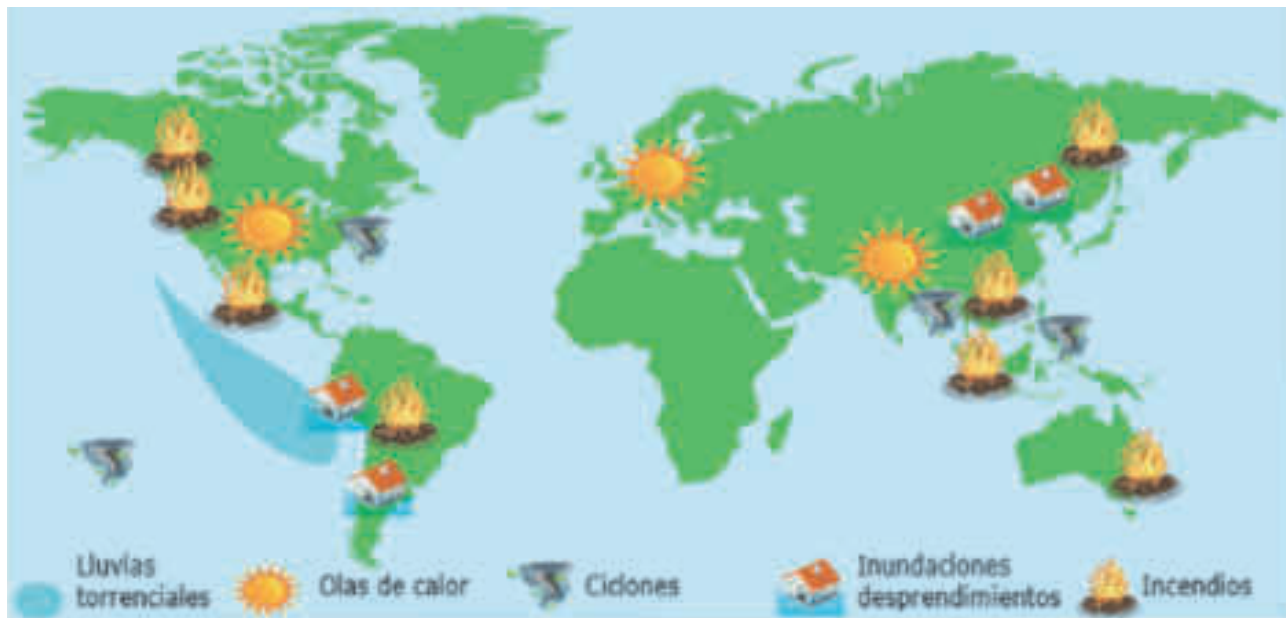 Lluvias
torrenciales
Olas de calor
Ciclones
Inundaciones
desprendimientos
Incendios